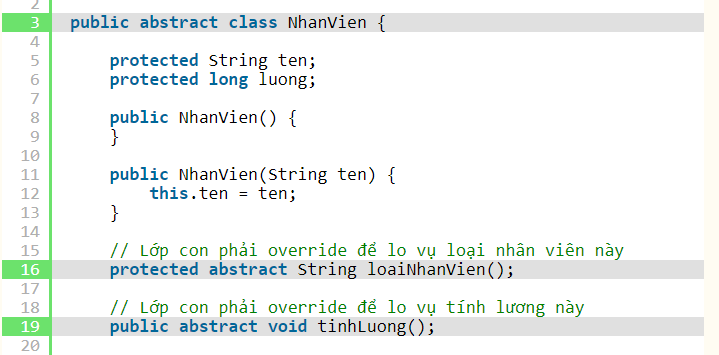 2
3 public abstract class NhanVien {
4
5 protected String ten;
6 protected long luong;
7
8 public NhanVien() {
9 }
10
11 public NhanVien(String ten) {
12 this.ten = ten;
13 }
14
15 // Lớp con phải override để lo vụ loại nhân viên này
16 protected abstract String loaiNhanVien();
17
18 // Lớp con phải override để lo vụ tính lương này
19 public abstract void tinhLuong();
20